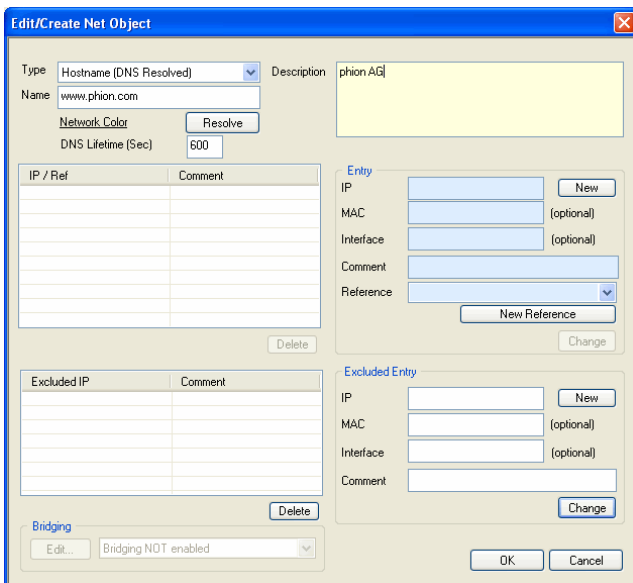 Edit/Create Net Object
Type Hostname (DNS Resolved) Description phion AG
Name www.phion.com
Network Color Resolve
DNS Lifetime (Sec) 600
IP / Ref Comment
Entry
IP New
MAC (optional)
Interface (optional)
Comment
Reference
New Reference
Delete Change
Excluded IP Comment
Excluded Entry
IP New
MAC (optional)
Interface (optional)
Comment
Delete Change
Bridging
Edit... Bridging NOT enabled
OK Cancel